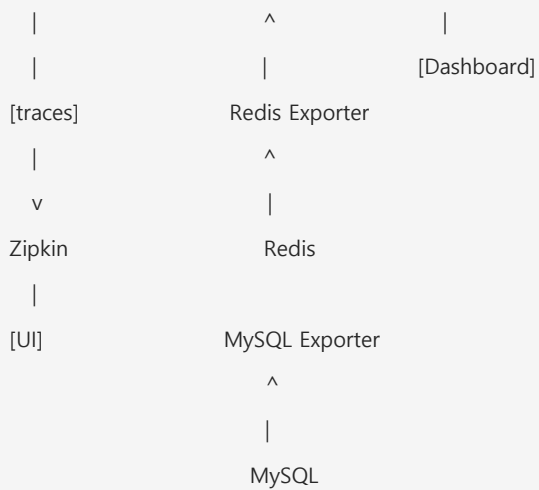 | ^ |
| | [Dashboard]
[traces] Redis Exporter
| ^
v |
Zipkin Redis
|
[UI] MySQL Exporter
^
|
MySQL